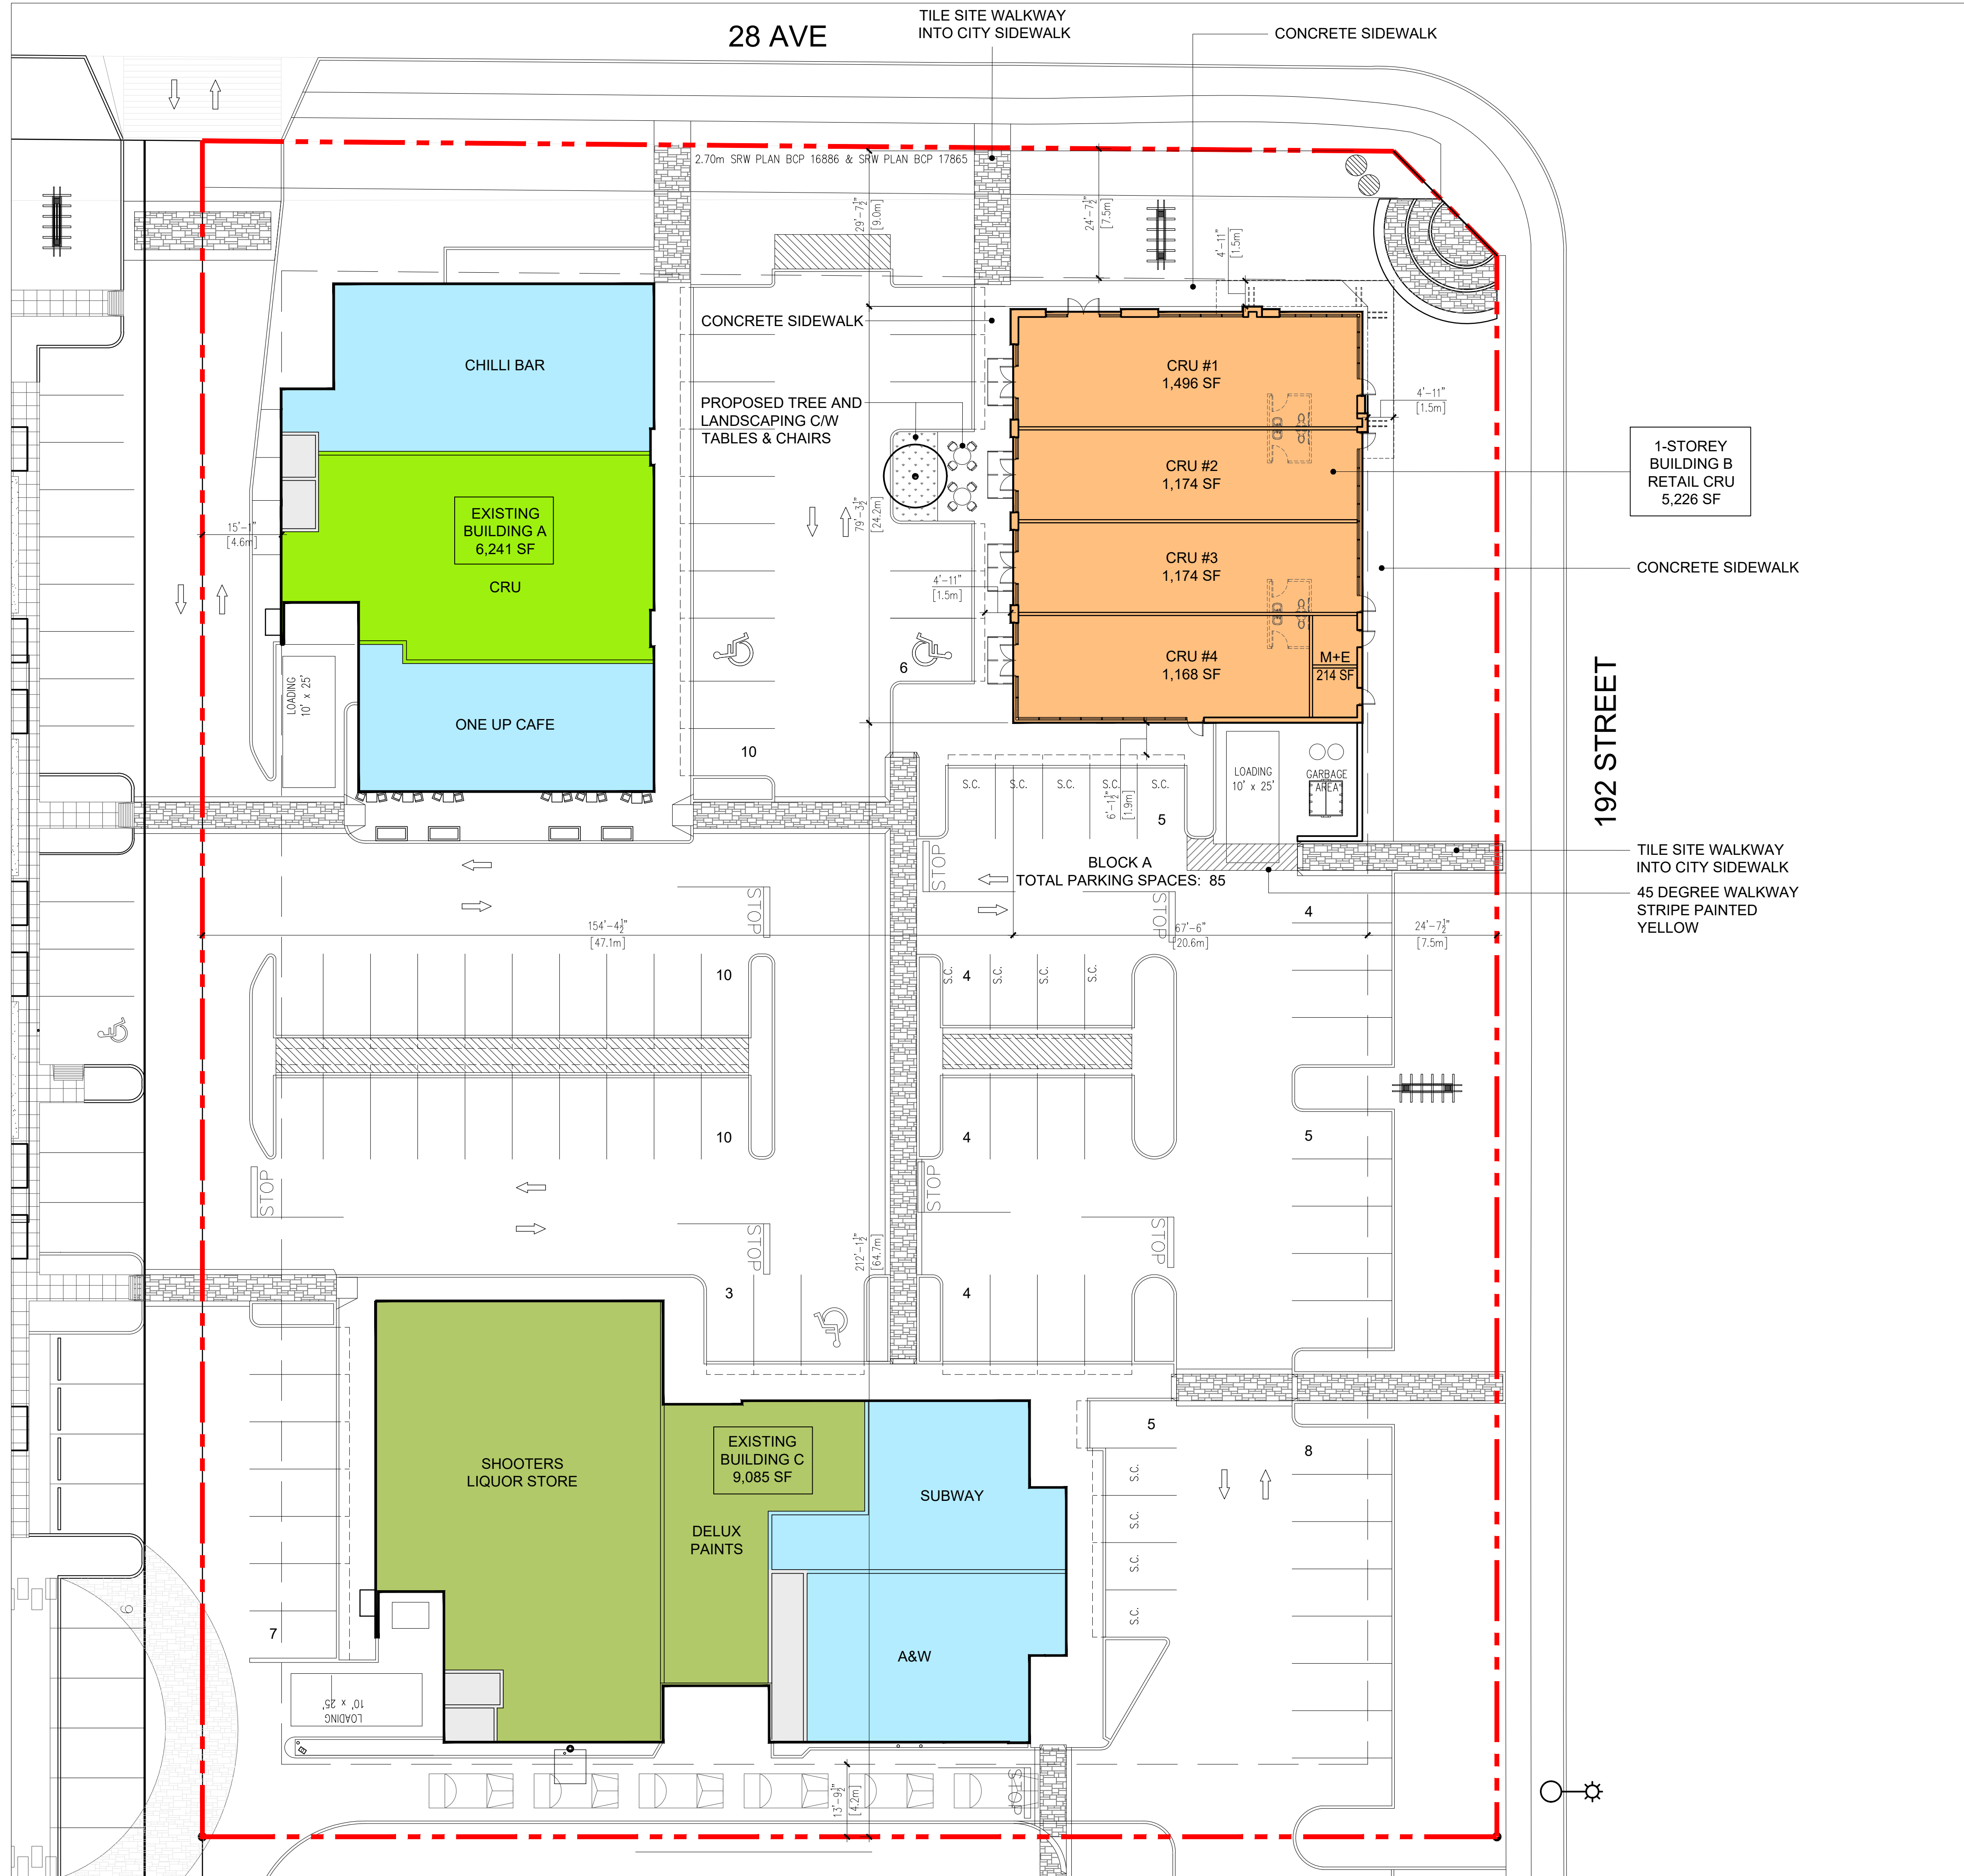 28 AVE
TILE SITE WALKWAY
INTO CITY SIDEWALK
CONCRETE SIDEWALK
2.70m SRW PLAN BCP 16886 & SRW PLAN BCP 17865
29'-7½"
[9.0m]
24'-7½"
[7.5m]
4'-11"
[1.5m]
CONCRETE SIDEWALK
CHILLI BAR
CRU #1
1,496 SF
PROPOSED TREE AND
LANDSCAPING C/W
TABLES & CHAIRS
4'-11"
[1.5m]
1-STOREY
BUILDING B
RETAIL CRU
5,226 SF
CRU #2
1,174 SF
EXISTING
BUILDING A
6,241 SF
CRU
15'-1"
[4.6m]
79'-3½"
[24.2m]
CRU #3
1,174 SF
CONCRETE SIDEWALK
4'-11"
[1.5m]
6
CRU #4
1,168 SF
M+E
214 SF
LOADING
10' x 25'
ONE UP CAFE
10
192 STREET
S.C.
S.C.
S.C.
S.C.
S.C.
6'-1½"
[1.9m]
5
LOADING
10' x 25'
GARBAGE
AREA
STOP
BLOCK A
TOTAL PARKING SPACES: 85
TILE SITE WALKWAY
INTO CITY SIDEWALK
45 DEGREE WALKWAY
STRIPE PAINTED
YELLOW
STOP
STOP
4
154'-4½"
[47.1m]
67'-6"
[20.6m]
24'-7½"
[7.5m]
10
4
S.C.
S.C.
S.C.
S.C.
10
4
5
STOP
STOP
STOP
STOP
212'-1½"
[64.7m]
3
4
SHOOTERS
LIQUOR STORE
EXISTING
BUILDING C
9,085 SF
DELUX
PAINTS
SUBWAY
A&W
5
8
S.C.
S.C.
S.C.
S.C.
9
7
LOADING
10' x 25'
13'-9½"
[4.2m]
STOP